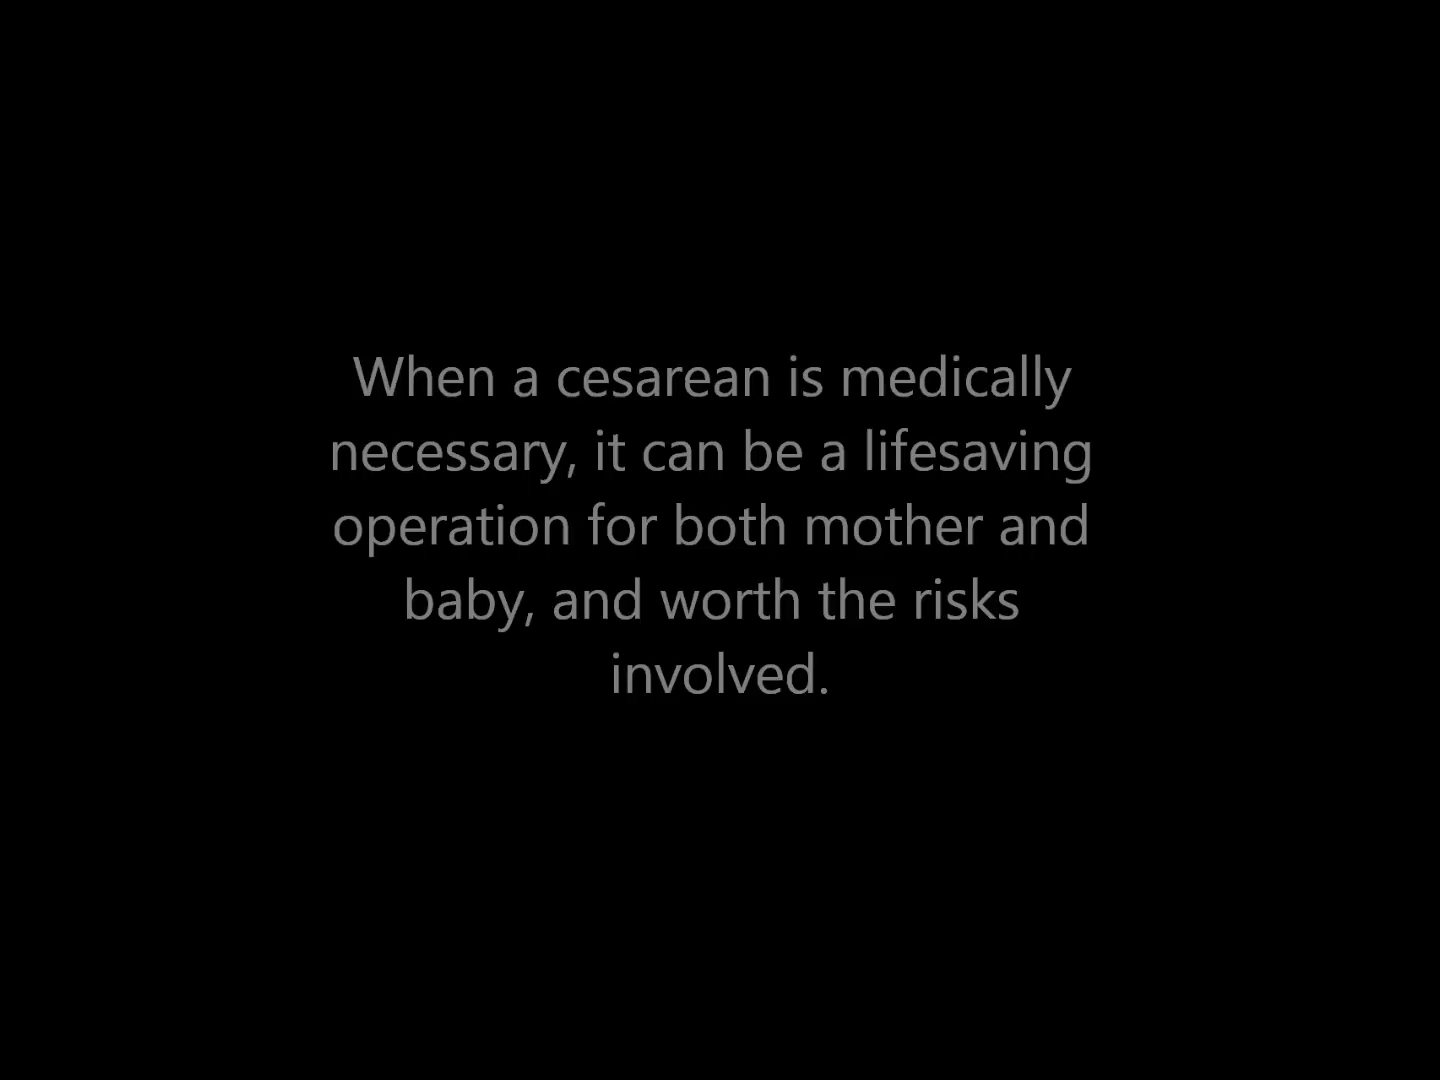 When a cesarean is medically
necessary, it can be a lifesaving
operation for both mother and
baby, and worth the risks
involved.